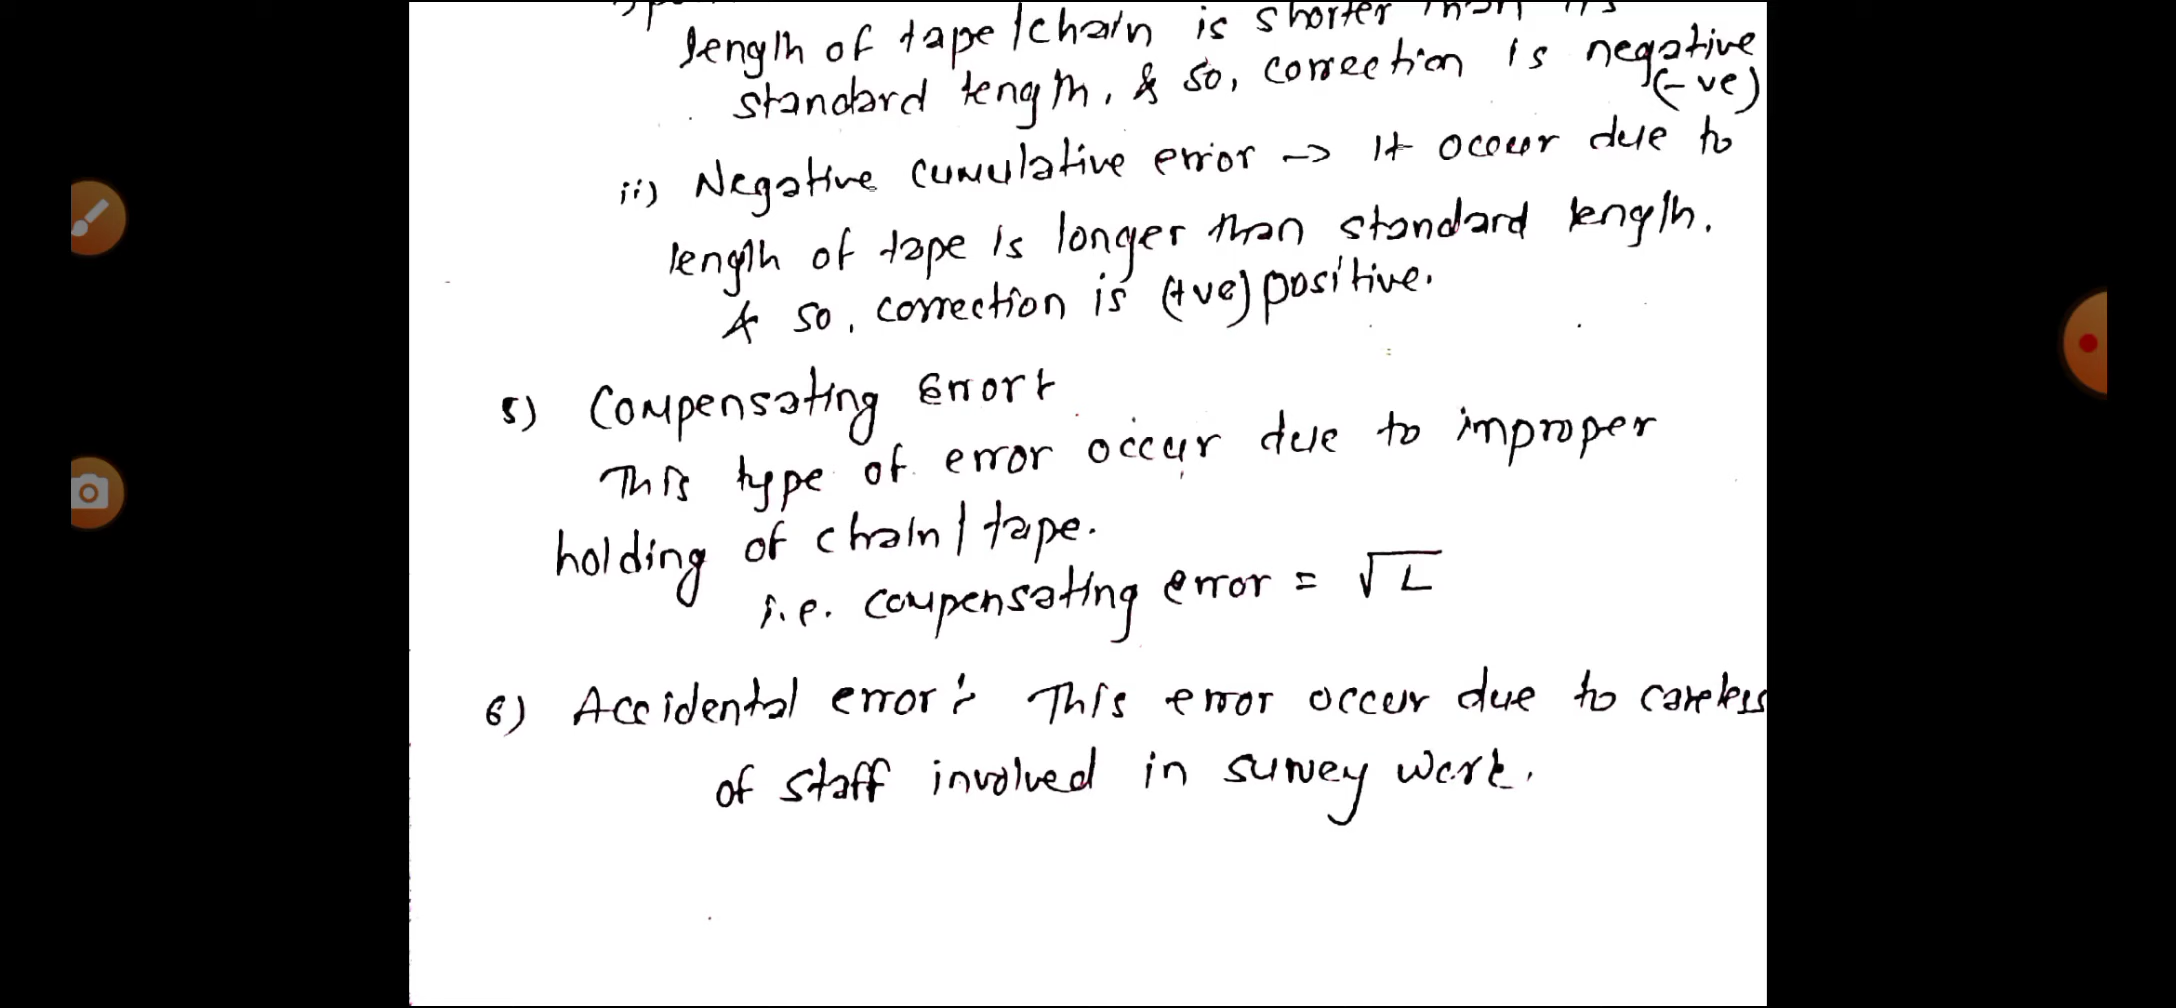 length of tape/chain is shorter than its
standard length, & so, correction is negative
(-ve)
ii) Negative cumulative error -> It occur due to
length of tape is longer than standard length.
& so, correction is (+ve) positive.
5) Compensating error:
This type of error occur due to improper
holding of chain/tape.
i.e. compensating error = √L
6) Accidental error: This error occur due to careless
of staff involved in survey work.